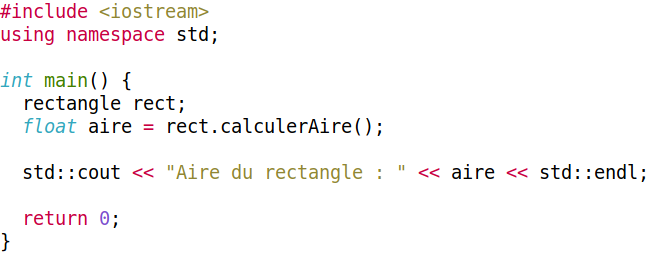 #include <iostream>
using namespace std;
int main() {
rectangle rect;
float aire = rect.calculerAire();
std::cout << "Aire du rectangle : " << aire << std::endl;
return 0;
}